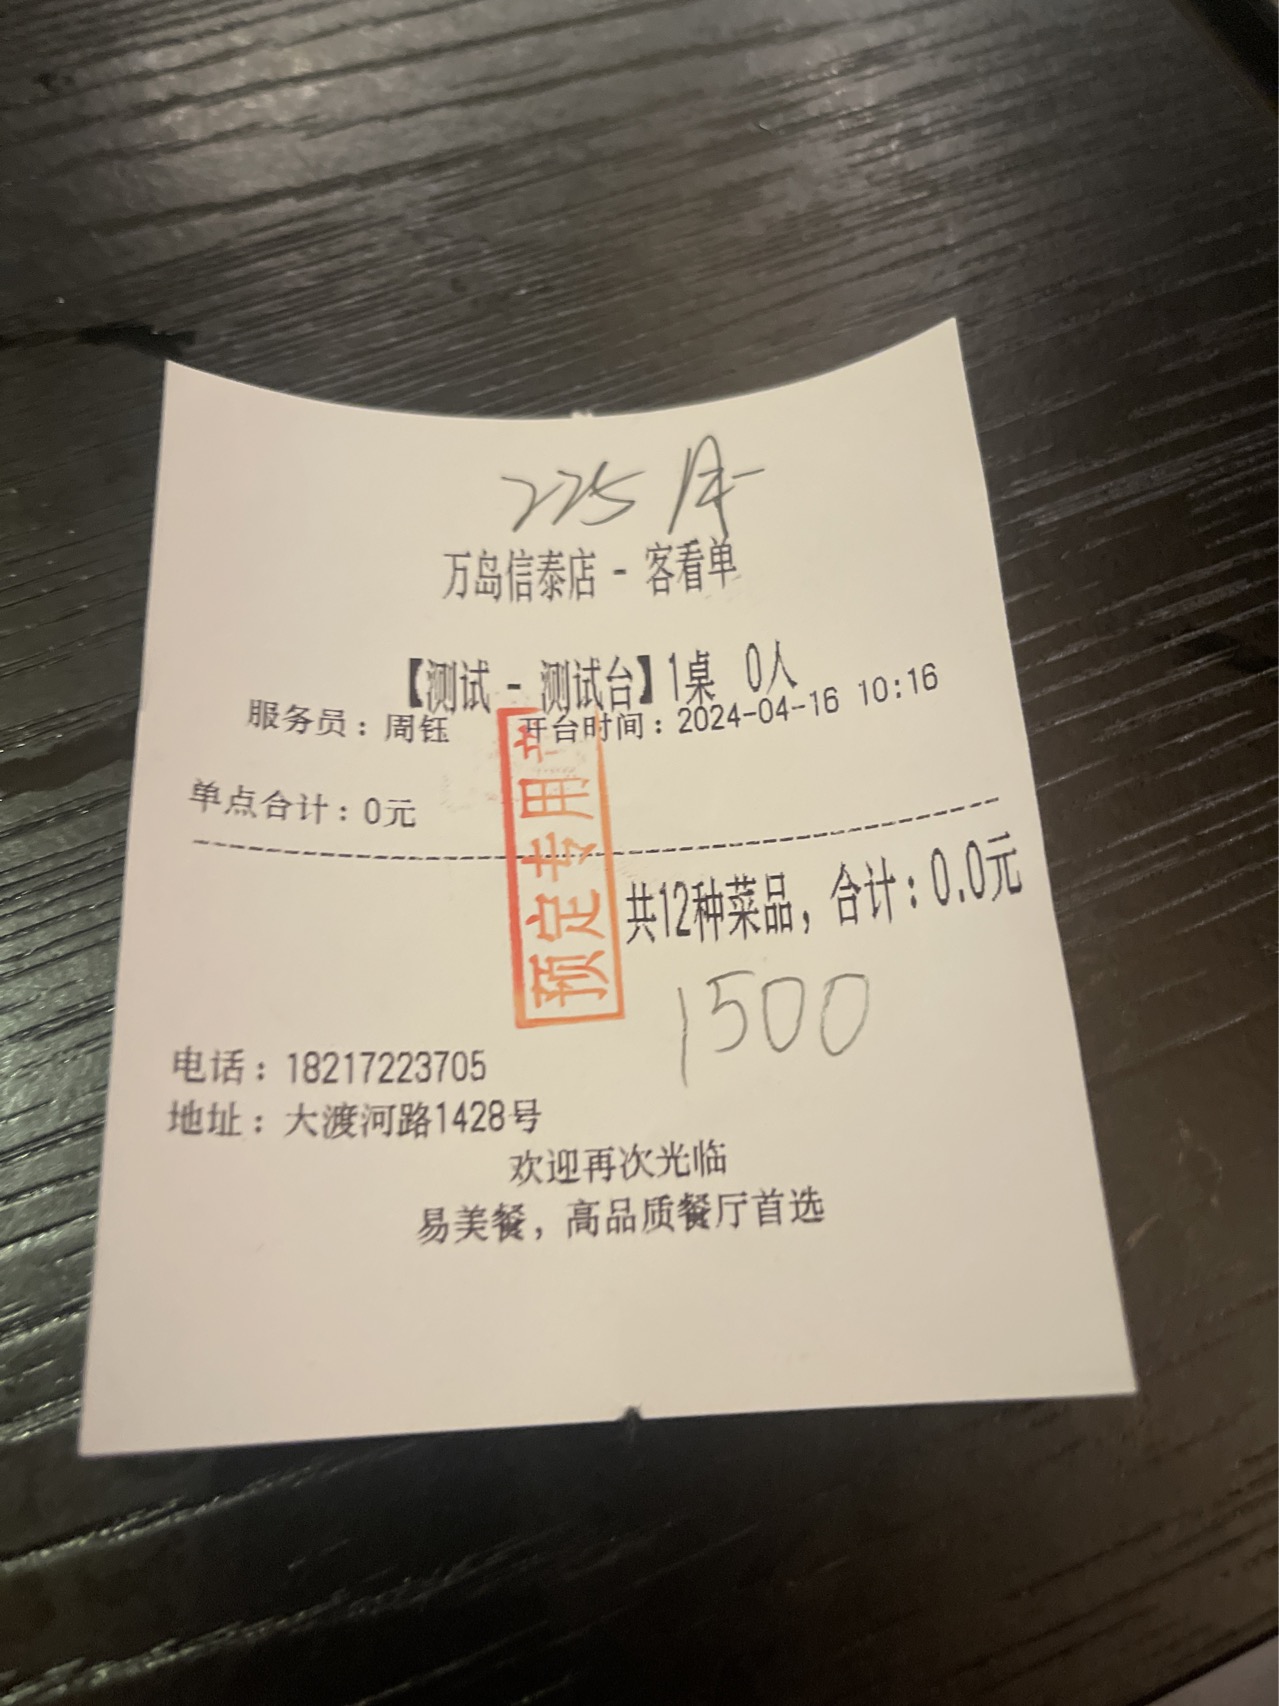 225
万岛信泰店 - 客看单
【测试 - 测试台】1桌 0人
服务员：周钰 开台时间：2024-04-16 10:16
单点合计：0元
预定专用章
共12种菜品，合计：0.0元
1500
电话：18217223705
地址：大渡河路1428号
欢迎再次光临
易美餐，高品质餐厅首选